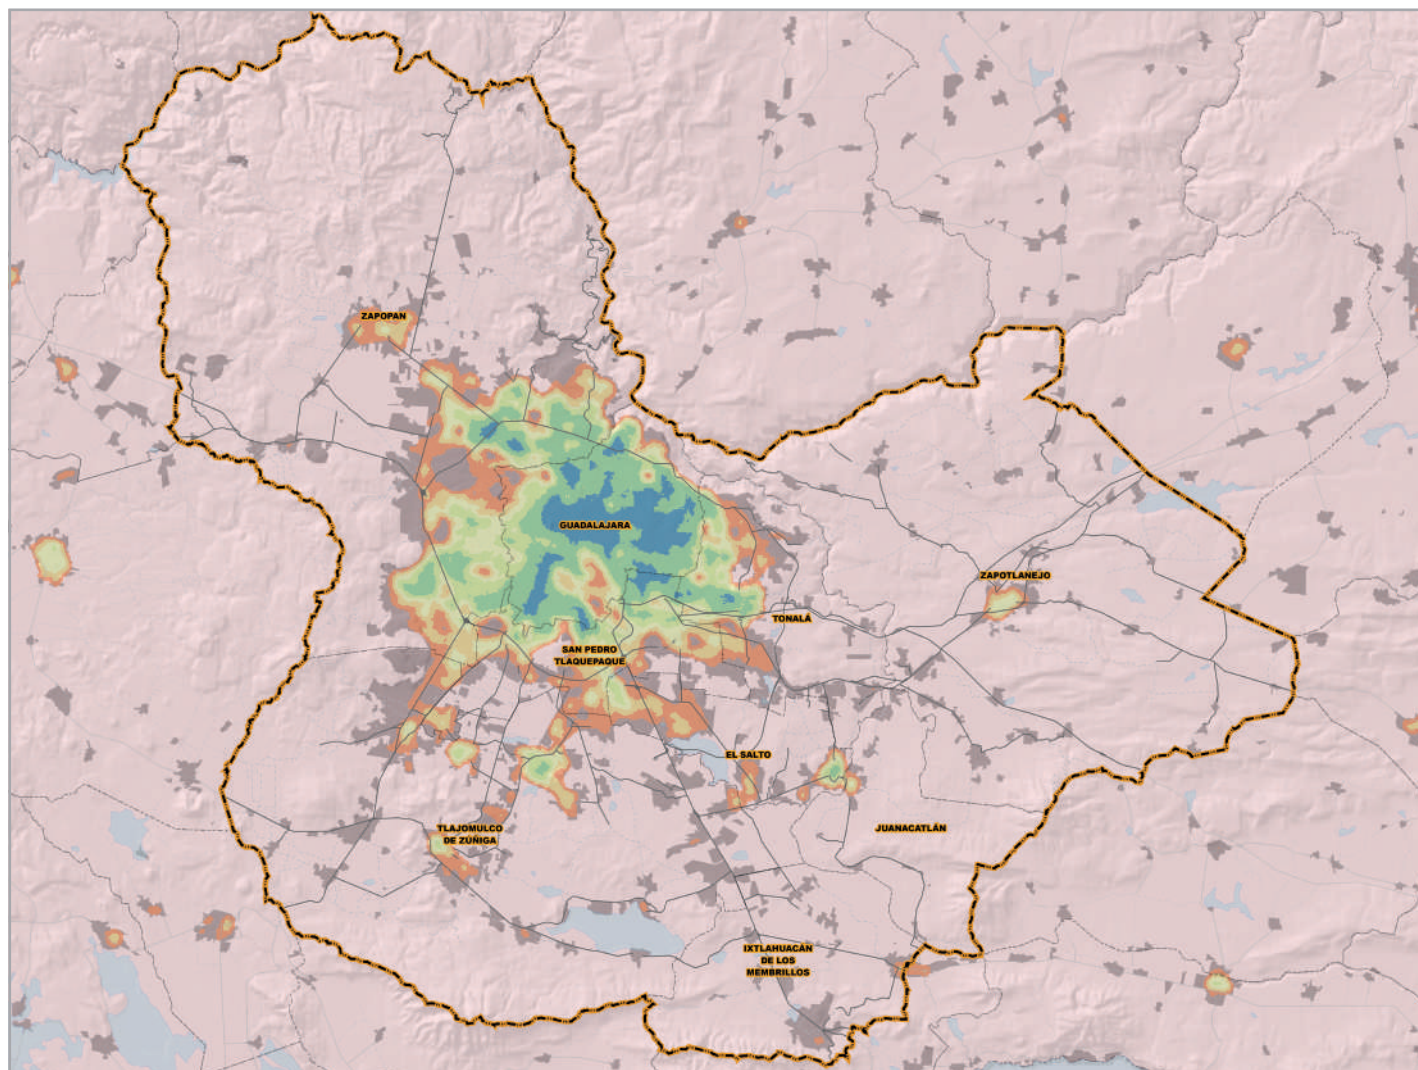 ZAPOPAN
GUADALAJARA
ZAPOTLANEJO
TONALÁ
SAN PEDRO
TLAQUEPAQUE
EL SALTO
TLAJOMULCO
DE ZÚÑIGA
JUANACATLÁN
IXTLAHUACÁN
DE LOS
MEMBRILLOS